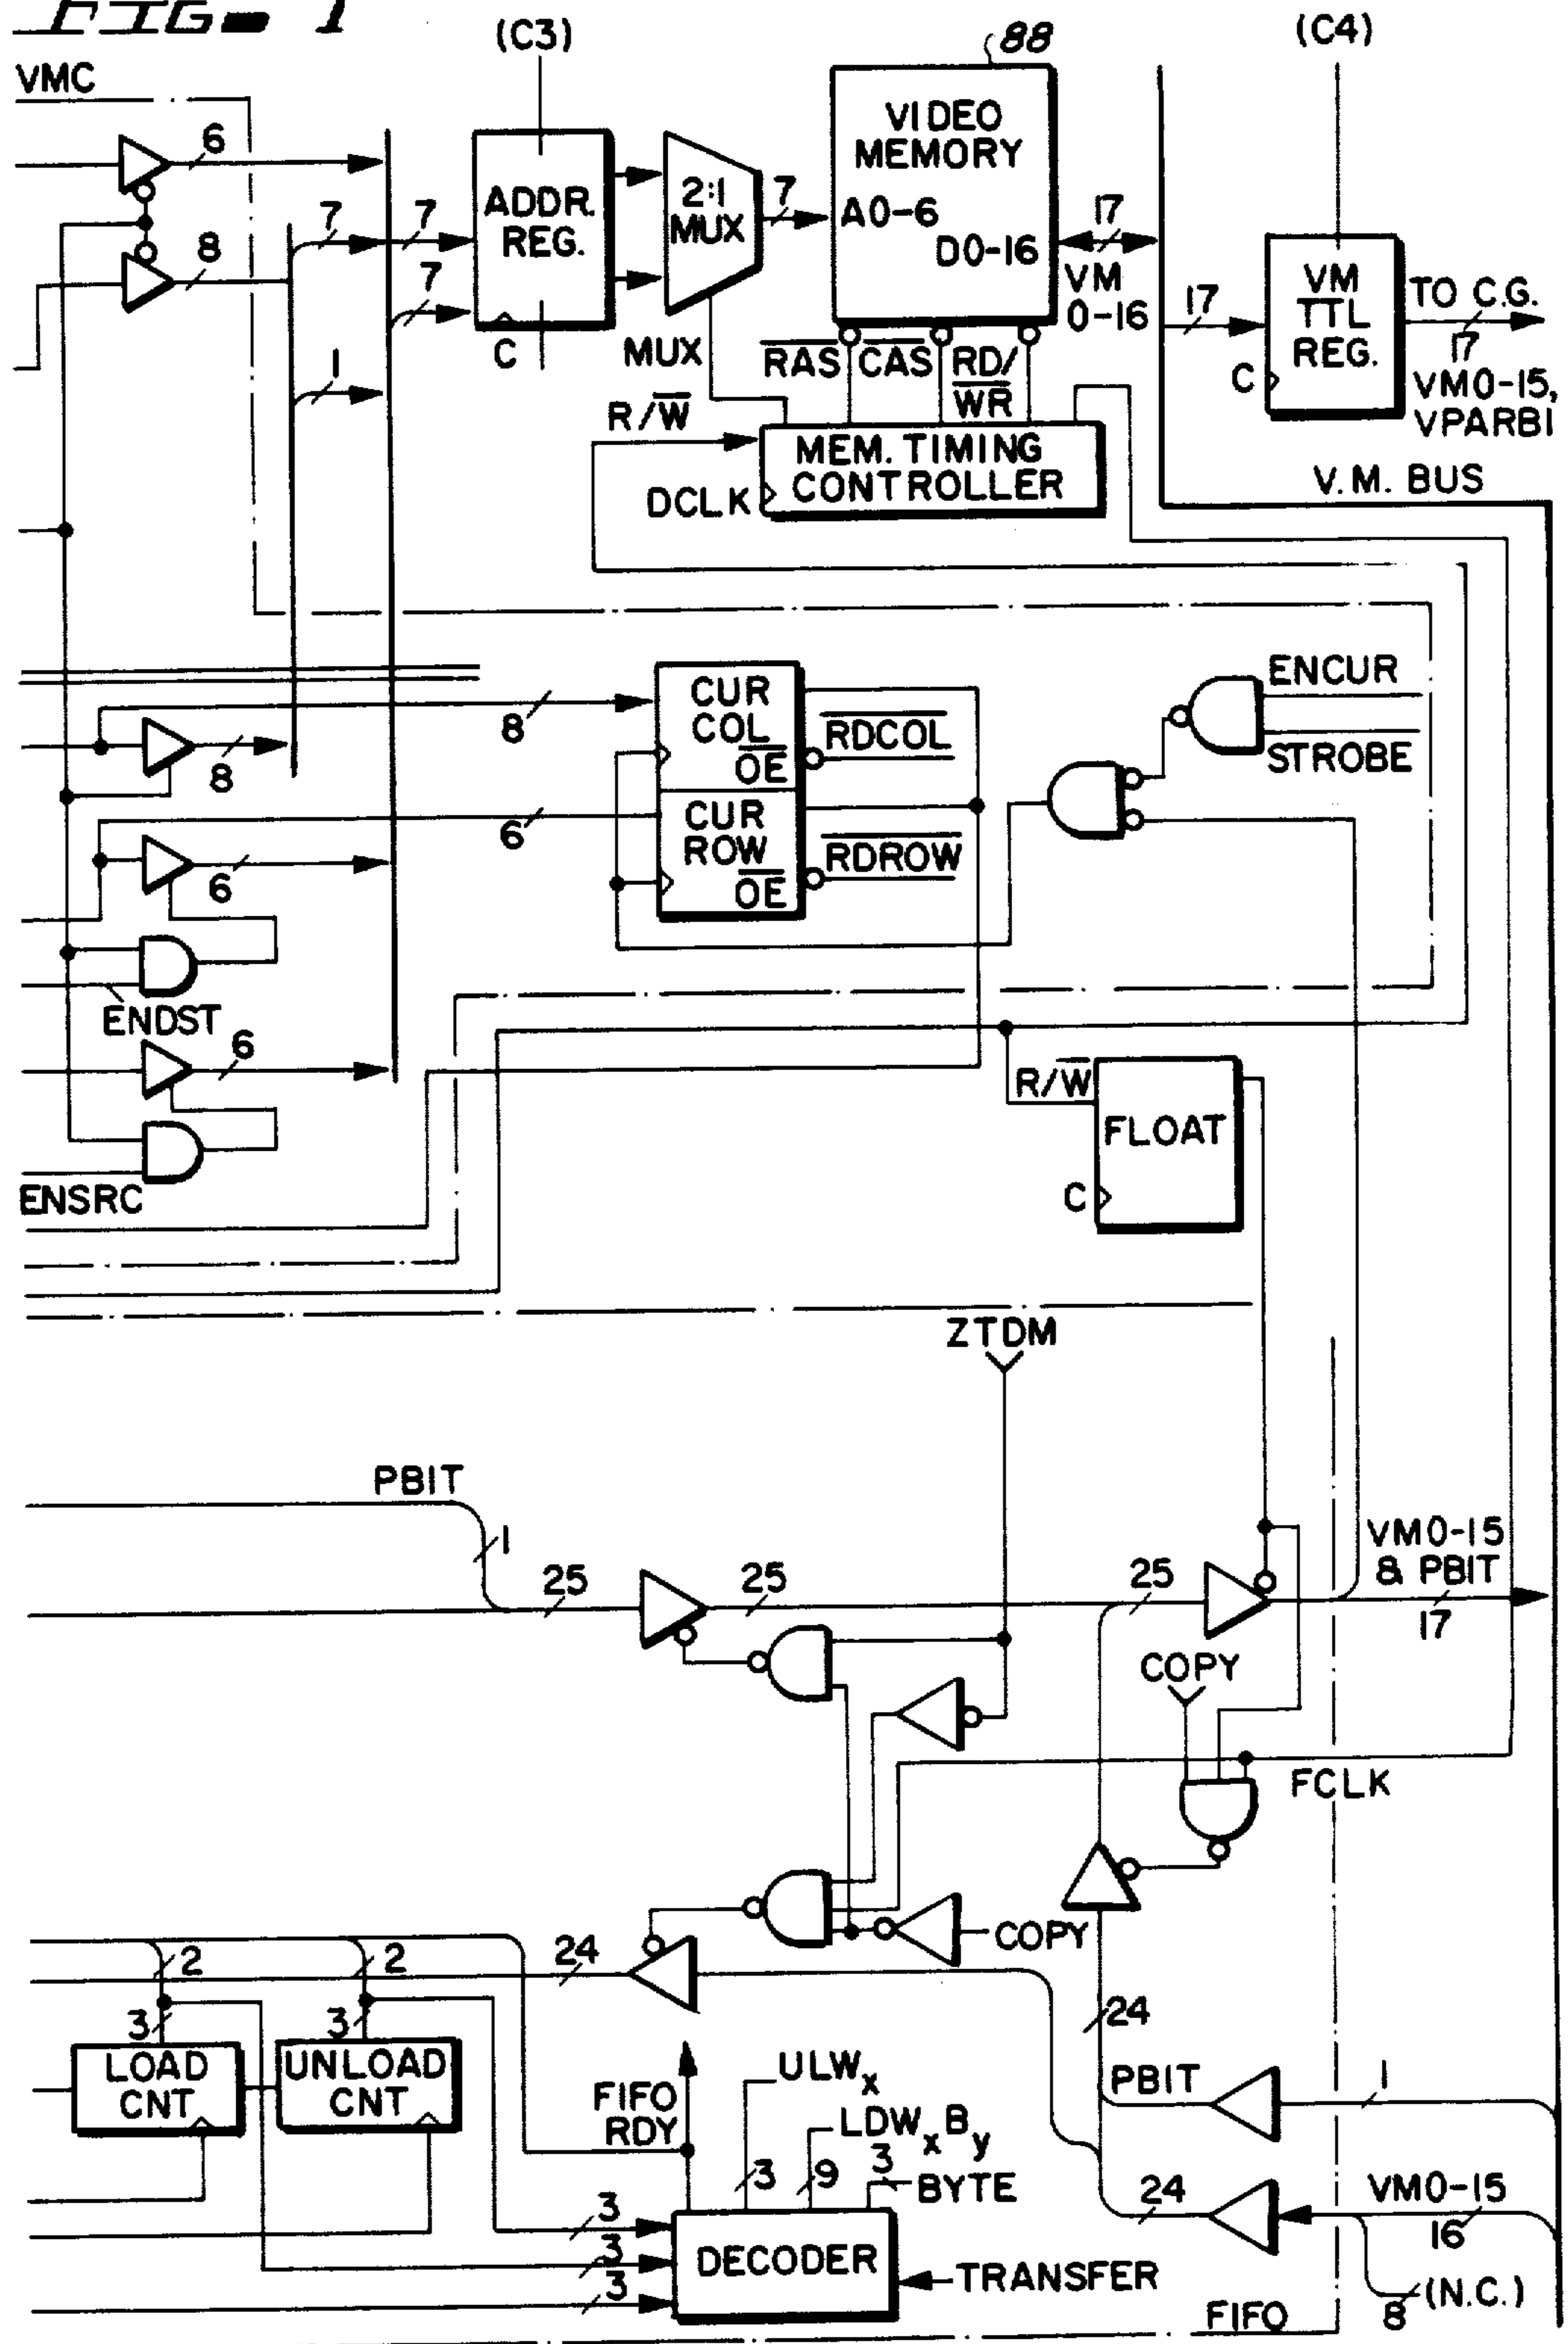 FIG. 1
(C3)
88
(C4)
VMC
6
VIDEO
MEMORY
A0-6
D0-16
ADDR.
REG.
C
2:1
MUX
7
7
7
7
8
1
MUX
17
VM
0-16
17
VM
TTL
REG.
C
TO C.G.
17
VM0-15,
VPARBI
RAS
CAS
RD/
WR
R/W
MEM. TIMING
CONTROLLER
DCLK
V.M. BUS
8
8
CUR
COL
OE
RDCOL
ENCUR
STROBE
6
6
CUR
ROW
OE
RDROW
ENDST
6
R/W
FLOAT
C
ENSRC
ZTDM
PBIT
1
25
25
25
VM0-15
& PBIT
17
COPY
FCLK
COPY
24
2
2
3
3
LOAD
CNT
UNLOAD
CNT
24
FIFO
RDY
ULWx
LDWxBy
3
9
3
BYTE
PBIT
1
24
VM0-15
16
3
3
3
DECODER
TRANSFER
8
(N.C.)
FIFO